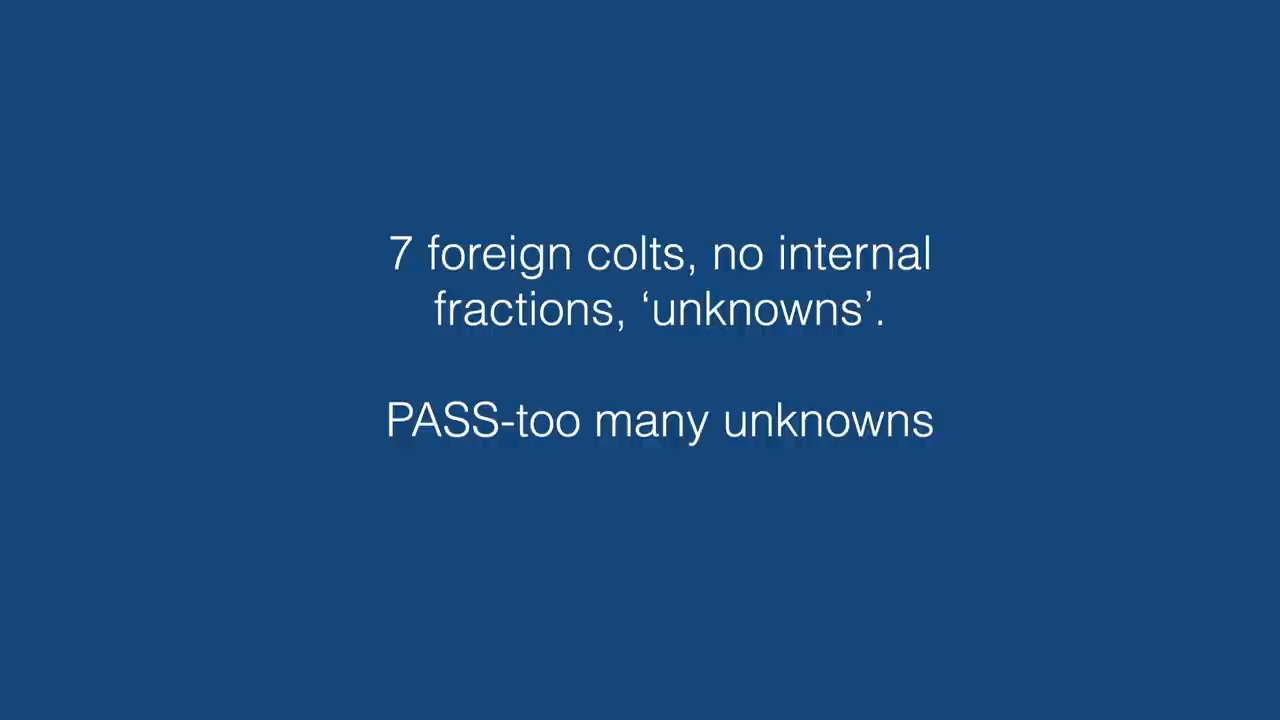 7 foreign colts, no internal
fractions, ‘unknowns’.
PASS-too many unknowns